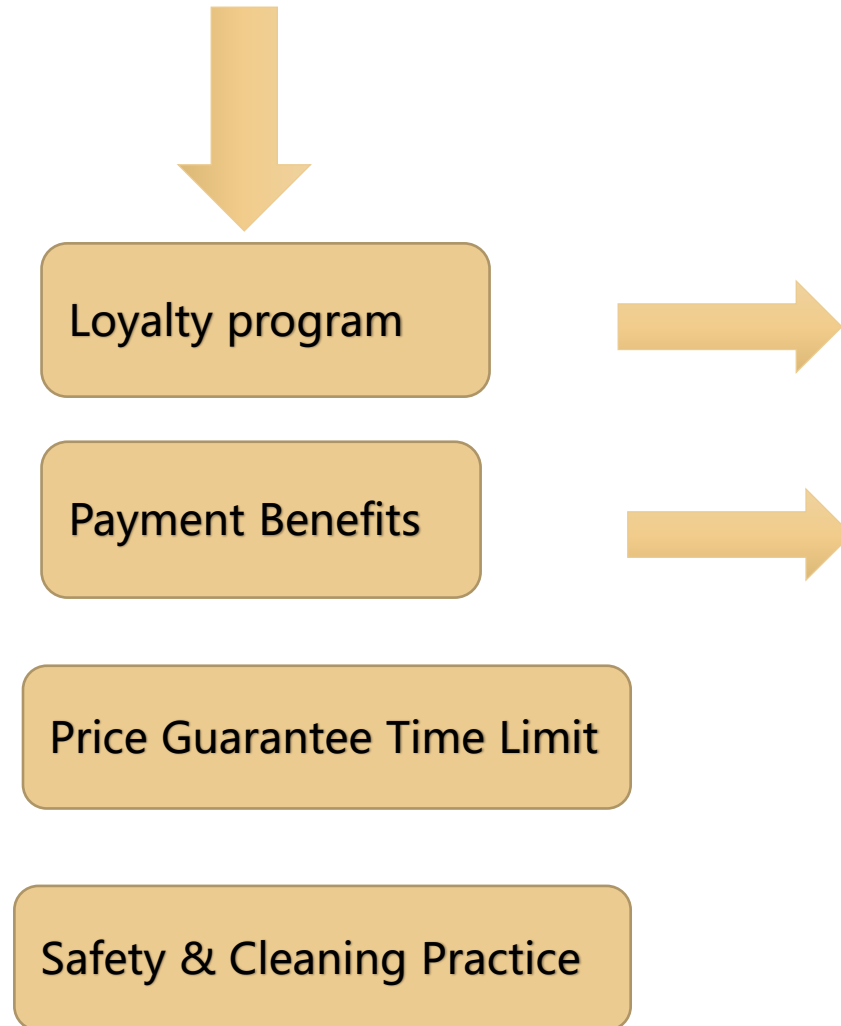 Loyalty program
Payment Benefits
Price Guarantee Time Limit
Safety & Cleaning Practice